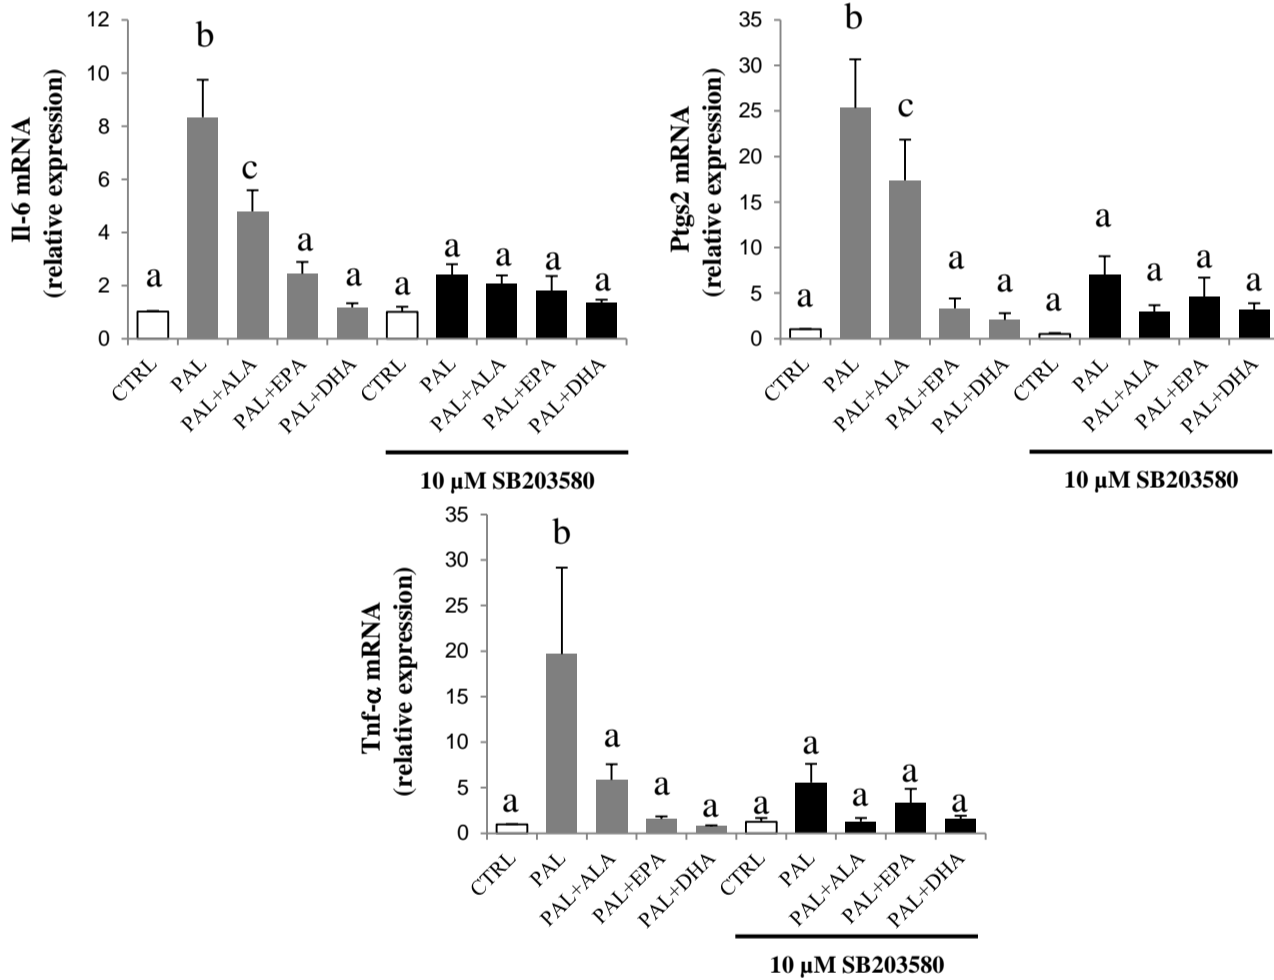 Il-6 mRNA
(relative expression)
12
10
8
6
4
2
0
a
b
c
a
a
a
a
a
a
a
CTRL
PAL
PAL+ALA
PAL+EPA
PAL+DHA
CTRL
PAL
PAL+ALA
PAL+EPA
PAL+DHA
10 µM SB203580
Ptgs2 mRNA
(relative expression)
35
30
25
20
15
10
5
0
a
b
c
a
a
a
a
a
a
a
CTRL
PAL
PAL+ALA
PAL+EPA
PAL+DHA
CTRL
PAL
PAL+ALA
PAL+EPA
PAL+DHA
10 µM SB203580
Tnf-α mRNA
(relative expression)
35
30
25
20
15
10
5
0
a
b
a
a
a
a
a
a
a
a
CTRL
PAL
PAL+ALA
PAL+EPA
PAL+DHA
CTRL
PAL
PAL+ALA
PAL+EPA
PAL+DHA
10 µM SB203580